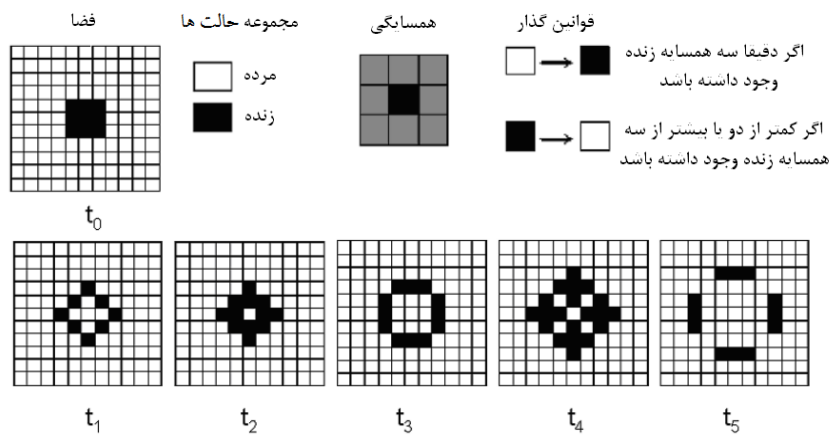 فضا
مجموعه حالت ها
همسایگی
قوانین گذار
مرده
زنده
اگر دقیقا سه همسایه زنده
وجود داشته باشد
اگر کمتر از دو یا بیشتر از سه
همسایه زنده وجود داشته باشد
t0
t1
t2
t3
t4
t5